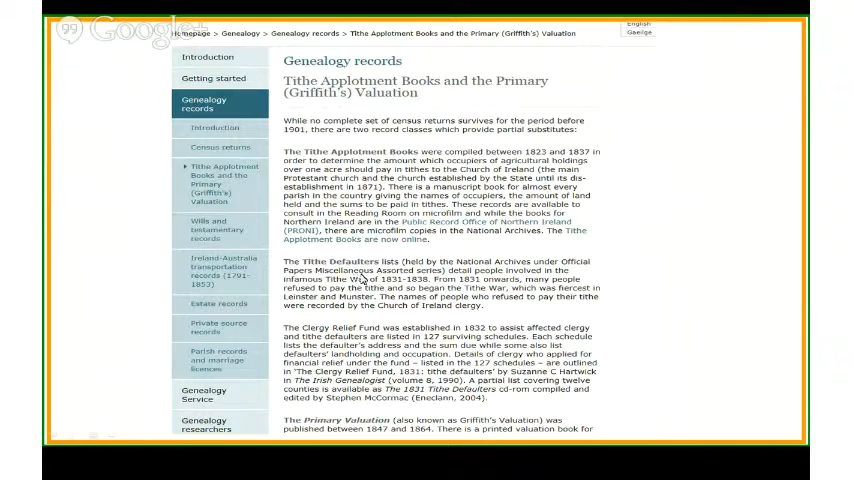 Google+
Homepage > Genealogy > Genealogy records > Tithe Applotment Books and the Primary (Griffith's) Valuation
English
Gaeilge
Introduction
Getting started
Genealogy
records
Introduction
Census returns
Tithe Applotment
Books and the
Primary
(Griffith's)
Valuation
Wills and
testamentary
records
Ireland-Australia
transportation
records (1791-
1853)
Estate records
Private source
records
Parish records
and marriage
licences
Genealogy
Service
Genealogy
researchers
Genealogy records
Tithe Applotment Books and the Primary
(Griffith's) Valuation
While no complete set of census returns survives for the period before
1901, there are two record classes which provide partial substitutes:
The Tithe Applotment Books were compiled between 1823 and 1837 in
order to determine the amount which occupiers of agricultural holdings
over one acre should pay in tithes to the Church of Ireland (the main
Protestant church and the church established by the State until its dis-
establishment in 1871). There is a manuscript book for almost every
parish in the country giving the names of occupiers, the amount of land
held and the sums to be paid in tithes. These records are available to
consult in the Reading Room on microfilm and while the books for
Northern Ireland are in the Public Record Office of Northern Ireland
(PRONI), there are microfilm copies in the National Archives. The Tithe
Applotment Books are now online.
The Tithe Defaulters lists (held by the National Archives under Official
Papers Miscellaneous Assorted series) detail people involved in the
infamous Tithe War of 1831-1838. From 1831 onwards, many people
refused to pay the tithe and so began the Tithe War, which was fiercest in
Leinster and Munster. The names of people who refused to pay their tithe
were recorded by the Church of Ireland clergy.
The Clergy Relief Fund was established in 1832 to assist affected clergy
and tithe defaulters are listed in 127 surviving schedules. Each schedule
lists the defaulter's address and the sum due while some also list
defaulters' landholding and occupation. Details of clergy who applied for
financial relief under the fund – listed in the 127 schedules – are outlined
in 'The Clergy Relief Fund, 1831: tithe defaulters' by Suzanne C Hartwick
in The Irish Genealogist (volume 8, 1990). A partial list covering twelve
counties is available as The 1831 Tithe Defaulters cd-rom compiled and
edited by Stephen McCormac (Eneclann, 2004).
The Primary Valuation (also known as Griffith's Valuation) was
published between 1847 and 1864. There is a printed valuation book for